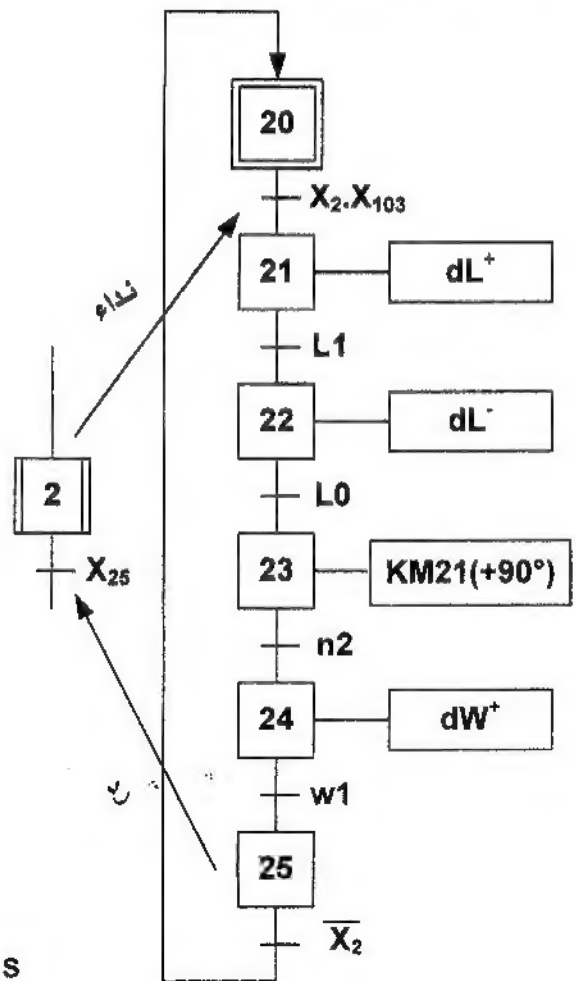 20
X₂.X₁₀₃
21 dL⁺
نداء
L1
22 dL⁻
2
L0
X₂₅
23 KM21(+90°)
n2
24 dW⁺
w1
25
X̅₂
S